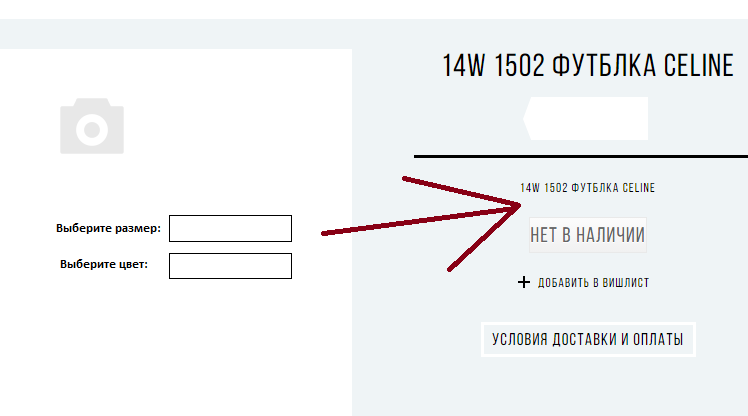 14W 1502 ФУТБЛКА CELINE
14W 1502 ФУТБЛКА CELINE
Выберите размер:
НЕТ В НАЛИЧИИ
Выберите цвет:
ДОБАВИТЬ В ВИШЛИСТ
УСЛОВИЯ ДОСТАВКИ И ОПЛАТЫ